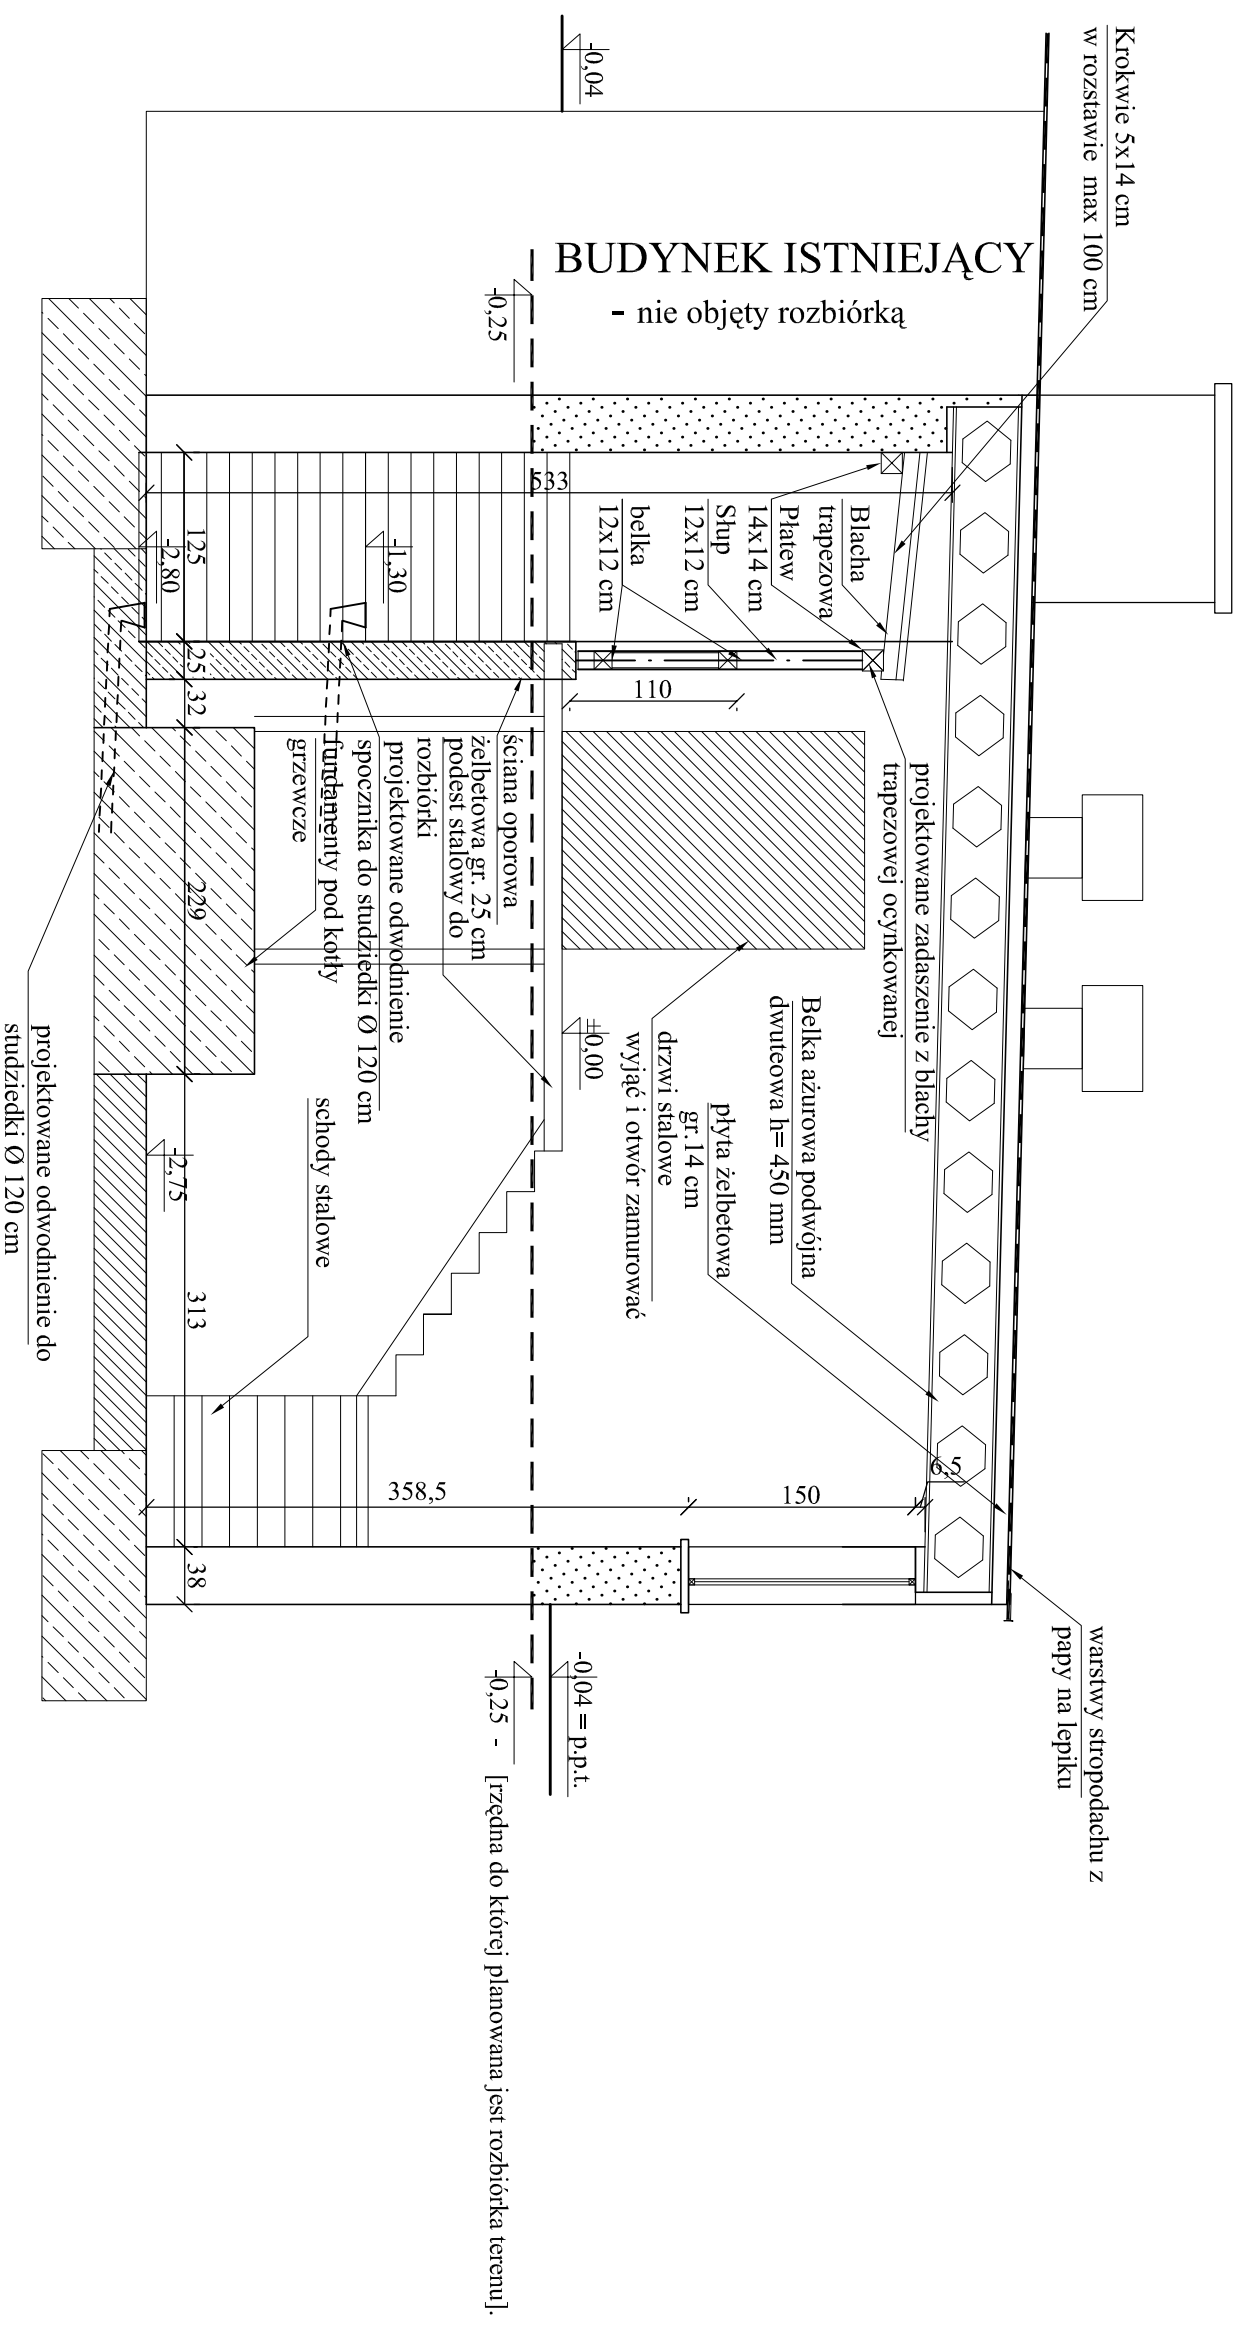 Krokwie 5x14 cm
w rozstawie max 100 cm
-0,04
BUDYNEK ISTNIEJĄCY
- nie objęty rozbiórką
-0,25
533
125
-2,80
-1,30
25
32
229
313
38
Blacha
trapezowa
Płatew
14x14 cm
Słup
12x12 cm
belka
12x12 cm
110
projektowane zadaszenie z blachy
trapezowej ocynkowanej
ściana oporowa
żelbetowa gr. 25 cm
podest stalowy do
rozbiórki
projektowane odwodnienie
spocznika do studziedki Ø 120 cm
fundamenty pod kotły
grzewcze
±0,00
Belka ażurowa podwójna
dwuteowa h= 450 mm
płyta żelbetowa
gr.14 cm
drzwi stalowe
wyjąć i otwór zamurować
schody stalowe
-2,75
projektowane odwodnienie do
studziedki Ø 120 cm
358,5
150
6,5
warstwy stropodachu z
papy na lepiku
-0,04 = p.p.t.
-0,25 - [rzędna do której planowana jest rozbiórka terenu].